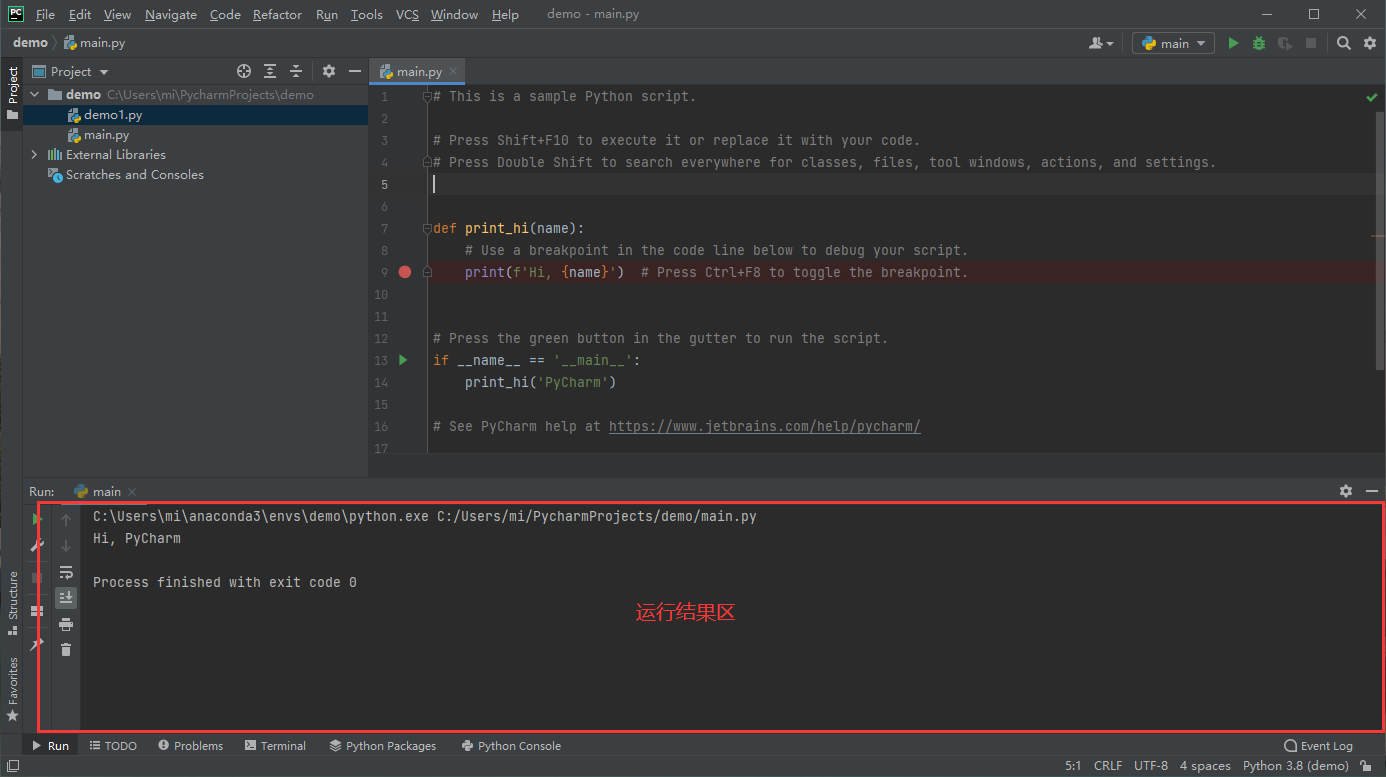 PC File Edit View Navigate Code Refactor Run Tools VCS Window Help demo - main.py
demo main.py main
Project
Project
demo C:\Users\mi\PycharmProjects\demo
demo1.py
main.py
External Libraries
Scratches and Consoles
main.py
1 # This is a sample Python script.
2
3 # Press Shift+F10 to execute it or replace it with your code.
4 # Press Double Shift to search everywhere for classes, files, tool windows, actions, and settings.
5
6
7 def print_hi(name):
8 # Use a breakpoint in the code line below to debug your script.
9 print(f'Hi, {name}') # Press Ctrl+F8 to toggle the breakpoint.
10
11
12 # Press the green button in the gutter to run the script.
13 if __name__ == '__main__':
14 print_hi('PyCharm')
15
16 # See PyCharm help at https://www.jetbrains.com/help/pycharm/
17
Run: main
C:\Users\mi\anaconda3\envs\demo\python.exe C:/Users/mi/PycharmProjects/demo/main.py
Hi, PyCharm
Process finished with exit code 0
运行结果区
Structure
Favorites
Run TODO Problems Terminal Python Packages Python Console Event Log
5:1 CRLF UTF-8 4 spaces Python 3.8 (demo)